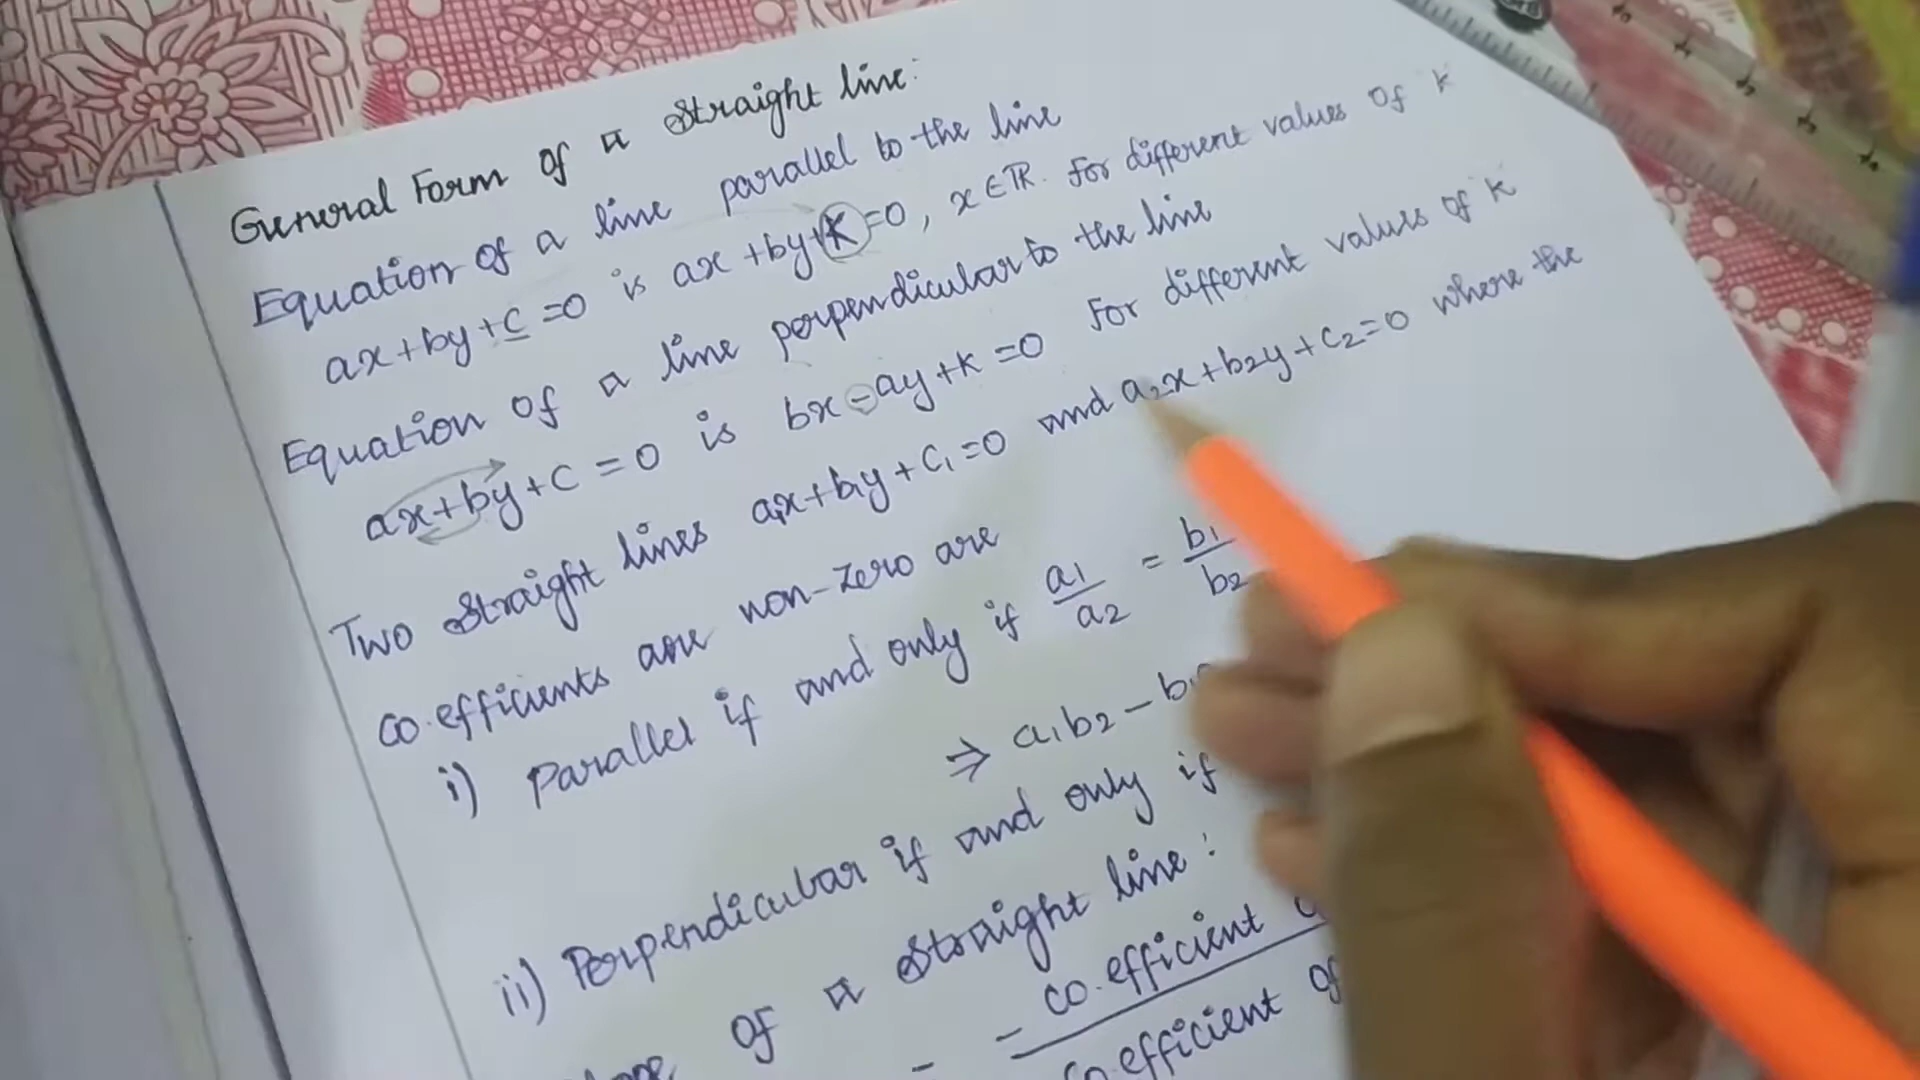 General Form of a Straight line:
Equation of a line parallel to the line
ax+by+c=0 is ax+by+k=0, x∈ℝ. For different values of k
Equation of a line perpendicular to the line
ax+by+c=0 is bx-ay+k=0 For different values of k
Two Straight lines a₁x+b₁y+c₁=0 and a₂x+b₂y+c₂=0 where the
co.efficients are non-zero are
i) parallel if and only if a₁/a₂ = b₁/b₂
⇒ a₁b₂ - b₁
ii) Perpendicular if and only if
of a straight line:
= - co.efficient
co.efficient of